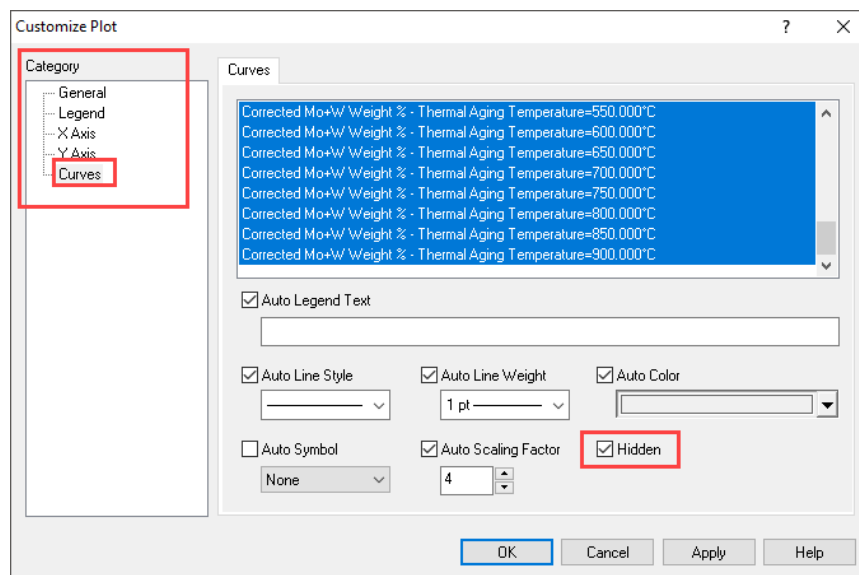 Customize Plot
?
Category
General
Legend
X Axis
Y Axis
Curves
Curves
Corrected Mo+W Weight % - Thermal Aging Temperature=550.000°C
Corrected Mo+W Weight % - Thermal Aging Temperature=600.000°C
Corrected Mo+W Weight % - Thermal Aging Temperature=650.000°C
Corrected Mo+W Weight % - Thermal Aging Temperature=700.000°C
Corrected Mo+W Weight % - Thermal Aging Temperature=750.000°C
Corrected Mo+W Weight % - Thermal Aging Temperature=800.000°C
Corrected Mo+W Weight % - Thermal Aging Temperature=850.000°C
Corrected Mo+W Weight % - Thermal Aging Temperature=900.000°C
Auto Legend Text
Auto Line Style Auto Line Weight Auto Color
1 pt
Auto Symbol Auto Scaling Factor Hidden
None 4
OK Cancel Apply Help